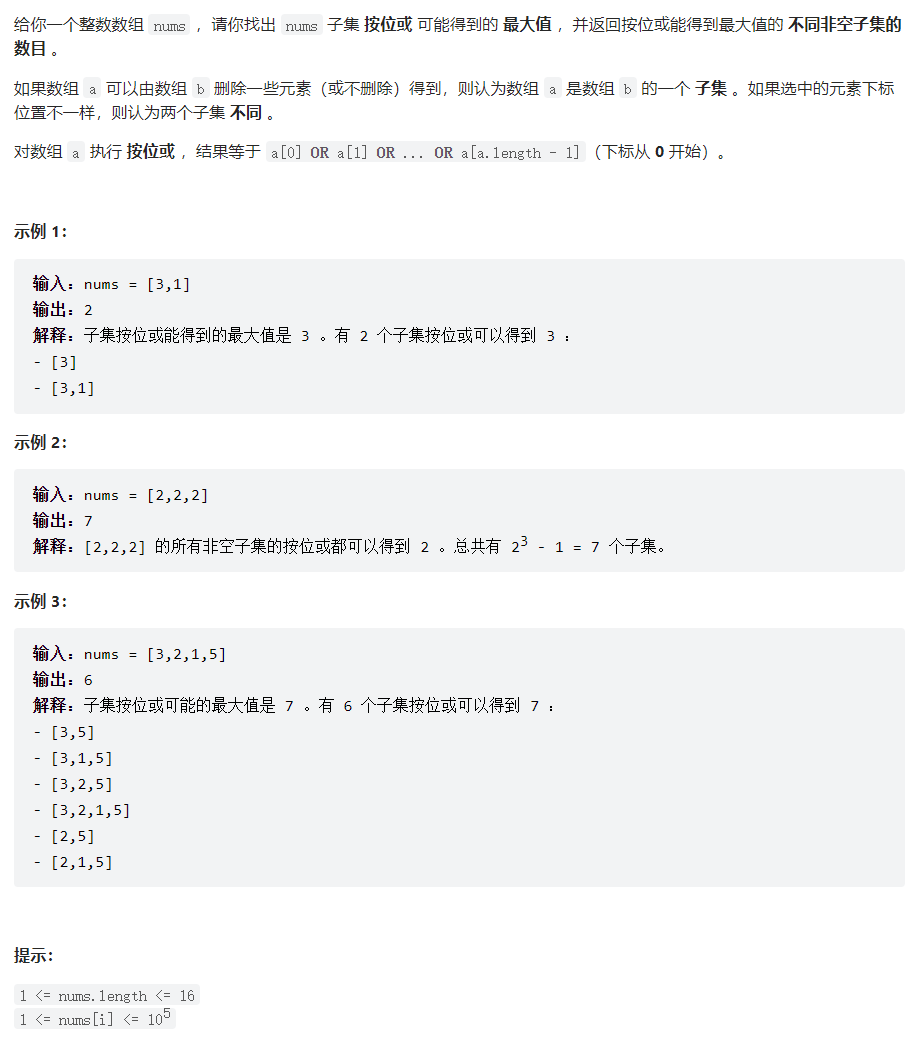 给你一个整数数组 nums ，请你找出 nums 子集 按位或 可能得到的 最大值 ，并返回按位或能得到最大值的 不同非空子集的
数目 。
如果数组 a 可以由数组 b 删除一些元素（或不删除）得到，则认为数组 a 是数组 b 的一个 子集 。如果选中的元素下标
位置不一样，则认为两个子集 不同 。
对数组 a 执行 按位或 ，结果等于 a[0] OR a[1] OR ... OR a[a.length - 1]（下标从 0 开始）。
示例 1：
输入：nums = [3,1]
输出：2
解释：子集按位或能得到的最大值是 3 。有 2 个子集按位或可以得到 3 ：
- [3]
- [3,1]
示例 2：
输入：nums = [2,2,2]
输出：7
解释：[2,2,2] 的所有非空子集的按位或都可以得到 2 。总共有 2³ - 1 = 7 个子集。
示例 3：
输入：nums = [3,2,1,5]
输出：6
解释：子集按位或可能的最大值是 7 。有 6 个子集按位或可以得到 7 ：
- [3,5]
- [3,1,5]
- [3,2,5]
- [3,2,1,5]
- [2,5]
- [2,1,5]
提示：
1 <= nums.length <= 16
1 <= nums[i] <= 10⁵